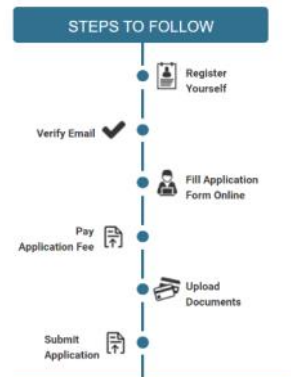 STEPS TO FOLLOW
Register
Yourself
Verify Email
Fill Application
Form Online
Pay
Application Fee
Upload
Documents
Submit
Application